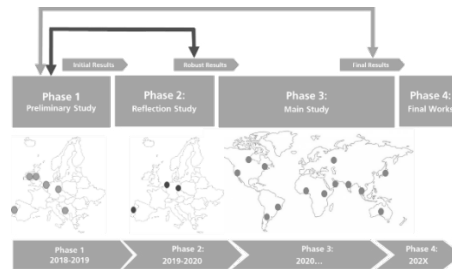 Initial Results
Robust Results
Final Results
Phase 1
Preliminary Study
Phase 2:
Reflection Study
Phase 3:
Main Study
Phase 4:
Final Works
Phase 1
2018-2019
Phase 2:
2019-2020
Phase 3:
2020...
Phase 4:
202X